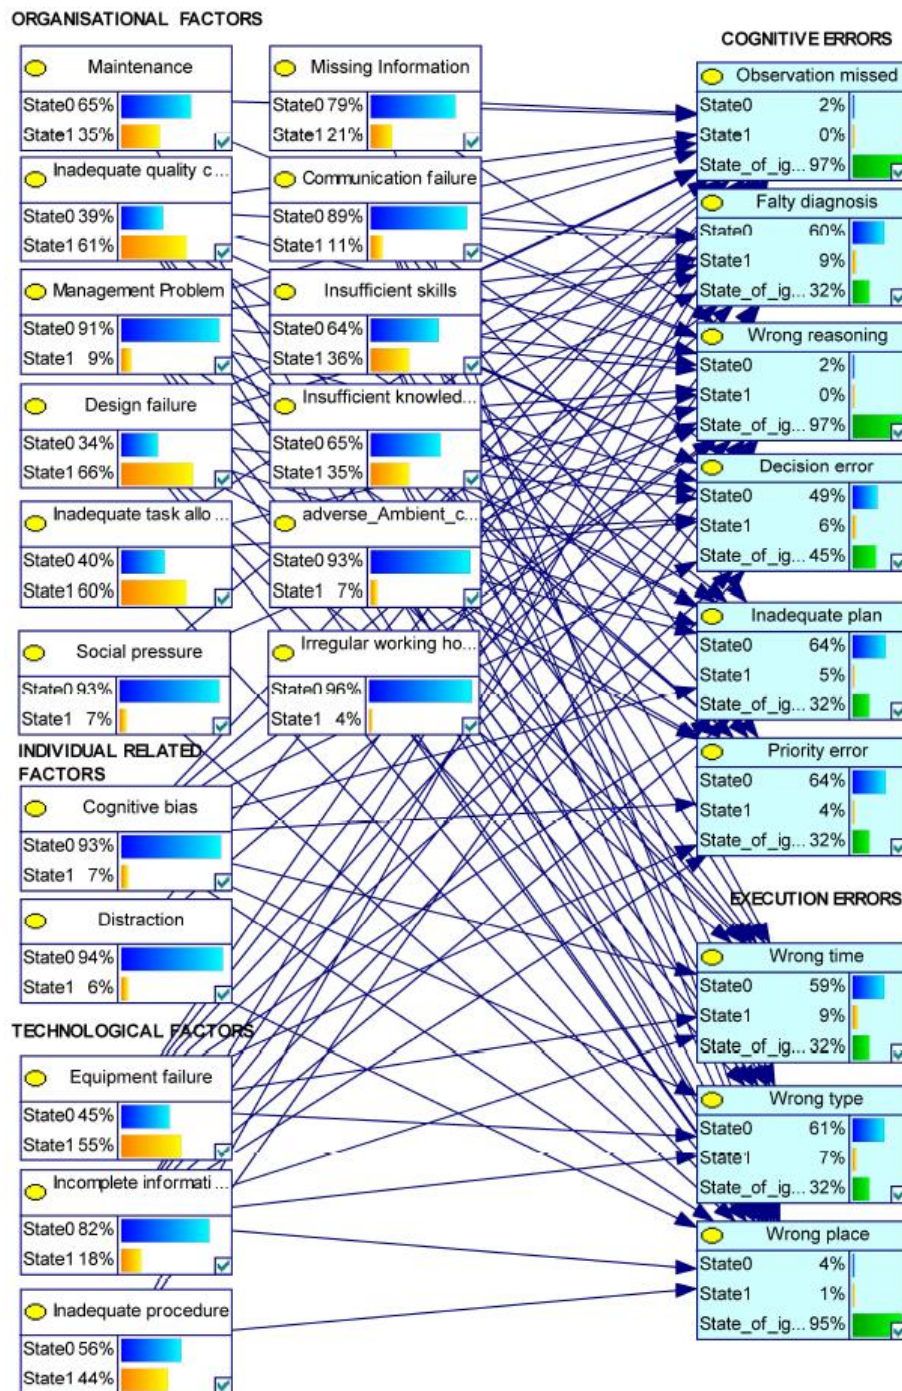 ORGANISATIONAL FACTORS
Maintenance
State0 65%
State1 35%
Inadequate quality c...
State0 39%
State1 61%
Management Problem
State0 91%
State1 9%
Design failure
State0 34%
State1 66%
Inadequate task allo ...
State0 40%
State1 60%
Social pressure
State0 93%
State1 7%
Missing Information
State0 79%
State1 21%
Communication failure
State0 89%
State1 11%
Insufficient skills
State0 64%
State1 36%
Insufficient knowled...
State0 65%
State1 35%
adverse_Ambient_c...
State0 93%
State1 7%
Irregular working ho...
State0 96%
State1 4%
INDIVIDUAL RELATED
FACTORS
Cognitive bias
State0 93%
State1 7%
Distraction
State0 94%
State1 6%
TECHNOLOGICAL FACTORS
Equipment failure
State0 45%
State1 55%
Incomplete informati ...
State0 82%
State1 18%
Inadequate procedure
State0 56%
State1 44%
COGNITIVE ERRORS
Observation missed
State0 2%
State1 0%
State_of_ig... 97%
Falty diagnosis
State0 60%
State1 9%
State_of_ig... 32%
Wrong reasoning
State0 2%
State1 0%
State_of_ig... 97%
Decision error
State0 49%
State1 6%
State_of_ig... 45%
Inadequate plan
State0 64%
State1 5%
State_of_ig... 32%
Priority error
State0 64%
State1 4%
State_of_ig... 32%
EXECUTION ERRORS
Wrong time
State0 59%
State1 9%
State_of_ig... 32%
Wrong type
State0 61%
State1 7%
State_of_ig... 32%
Wrong place
State0 4%
State1 1%
State_of_ig... 95%